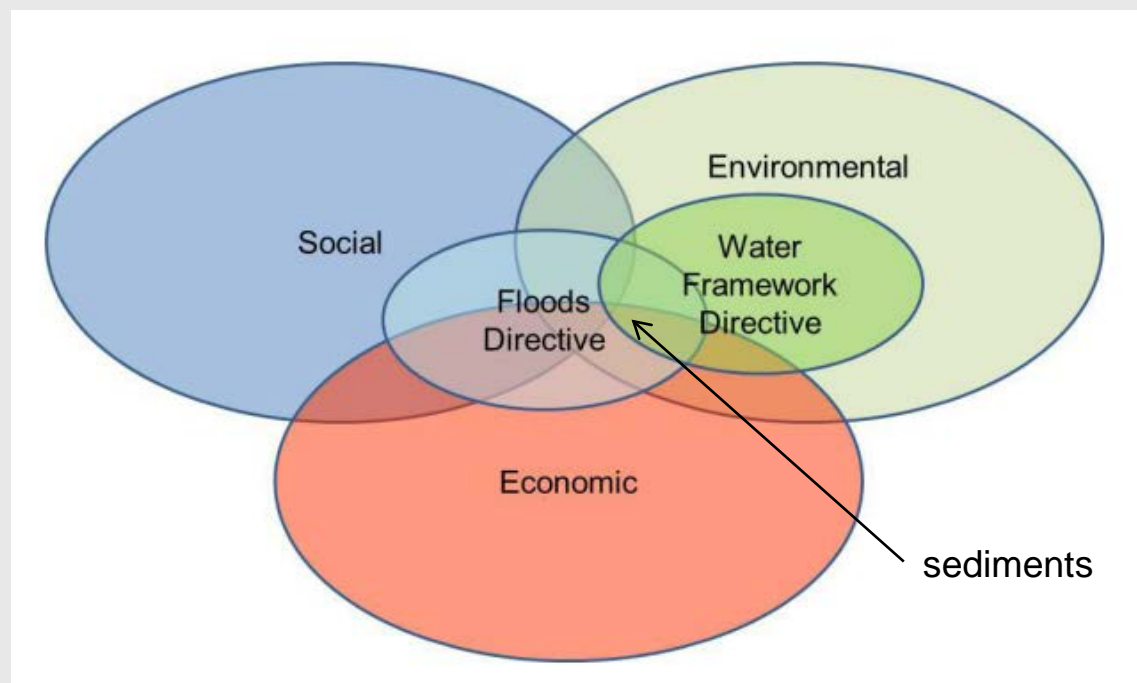 Environmental
Social
Water
Framework
Directive
Floods
Directive
Economic
sediments